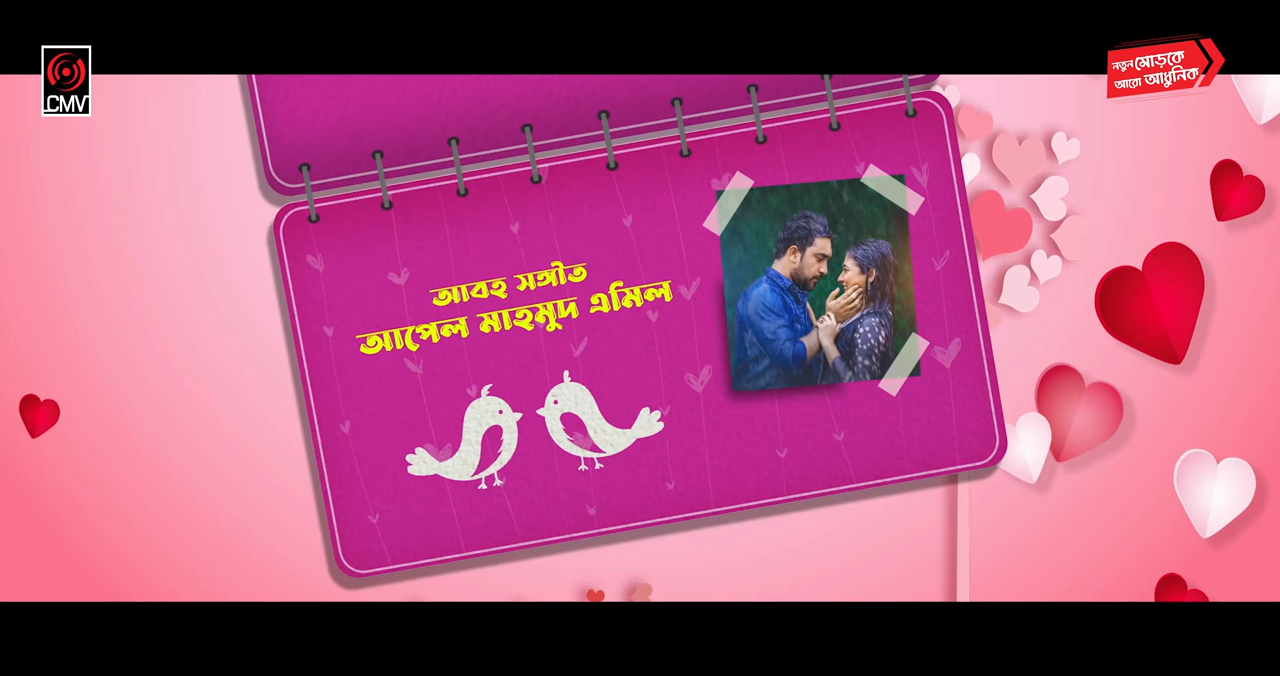 CMV
নতুন মোড়কে
আরো আধুনিক
আবহ সঙ্গীত
আপেল মাহমুদ এমিল